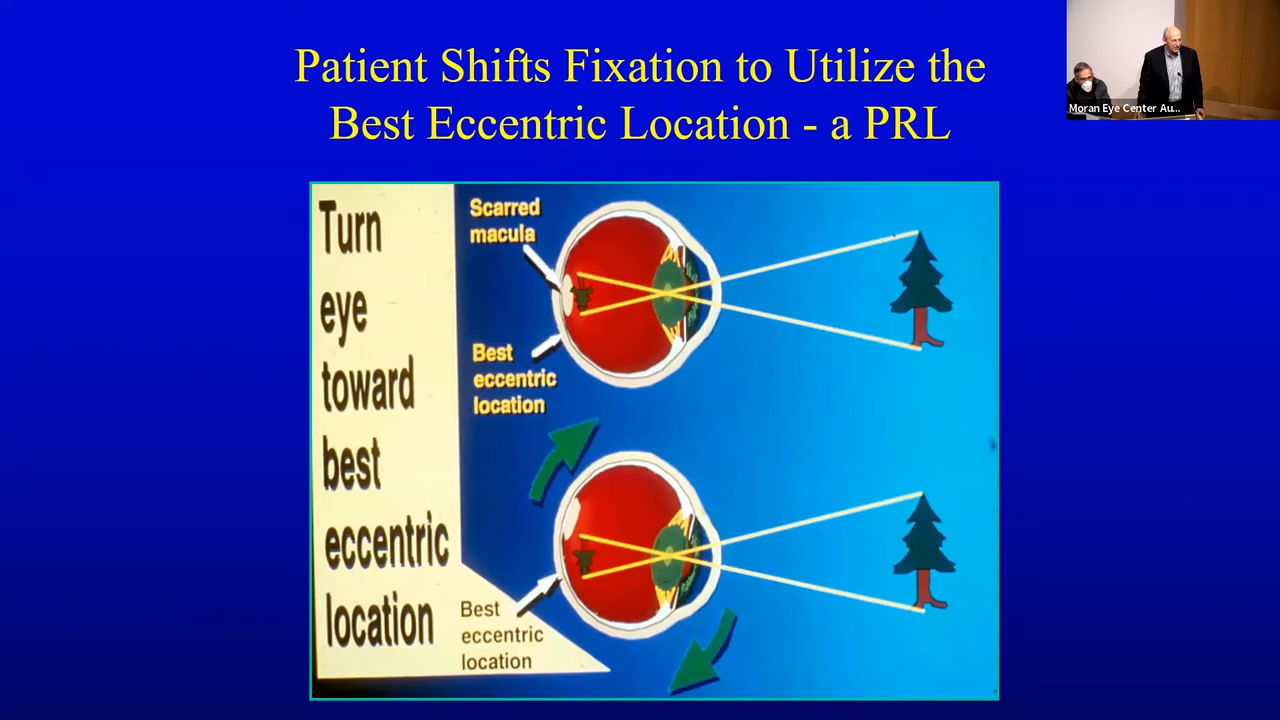 Patient Shifts Fixation to Utilize the
Best Eccentric Location - a PRL
Moran Eye Center Au...
Turn
eye
toward
best
eccentric
location
Scarred
macula
Best
eccentric
location
Best
eccentric
location